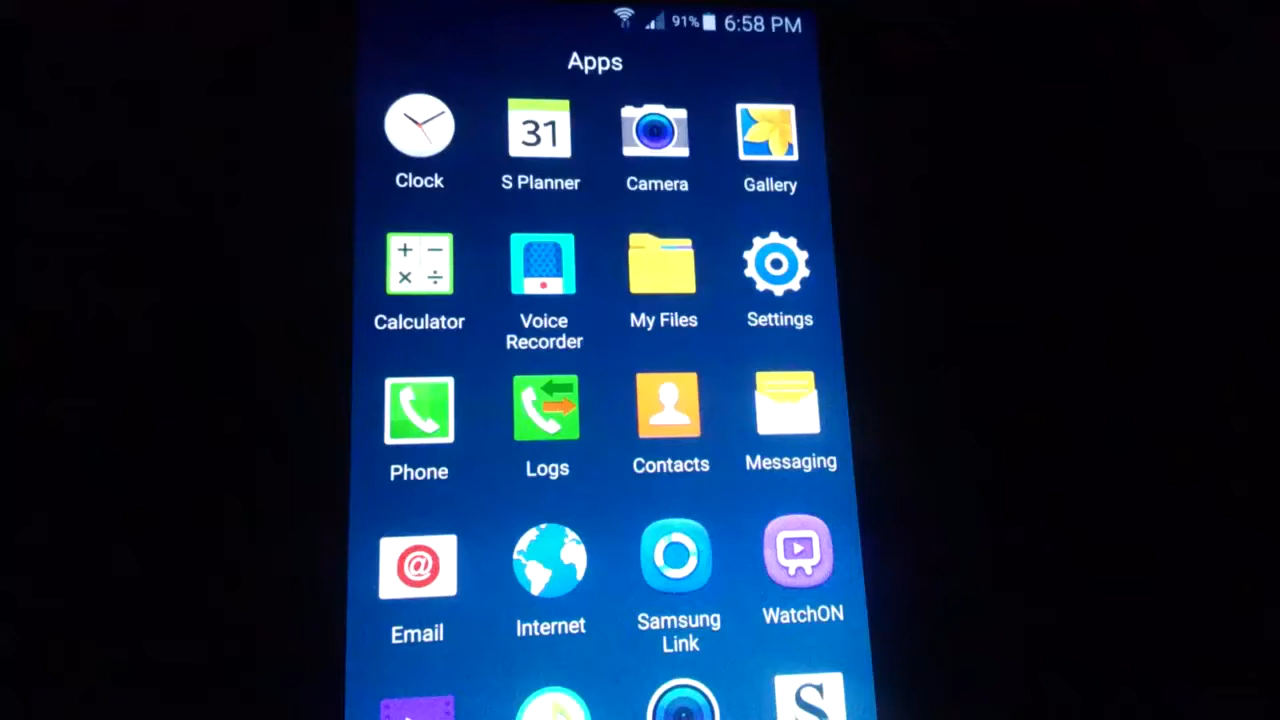 91% 6:58 PM
Apps
31
Clock S Planner Camera Gallery
+ −
× ÷
Calculator Voice Recorder My Files Settings
Phone Logs Contacts Messaging
@
Email Internet Samsung Link WatchON
S